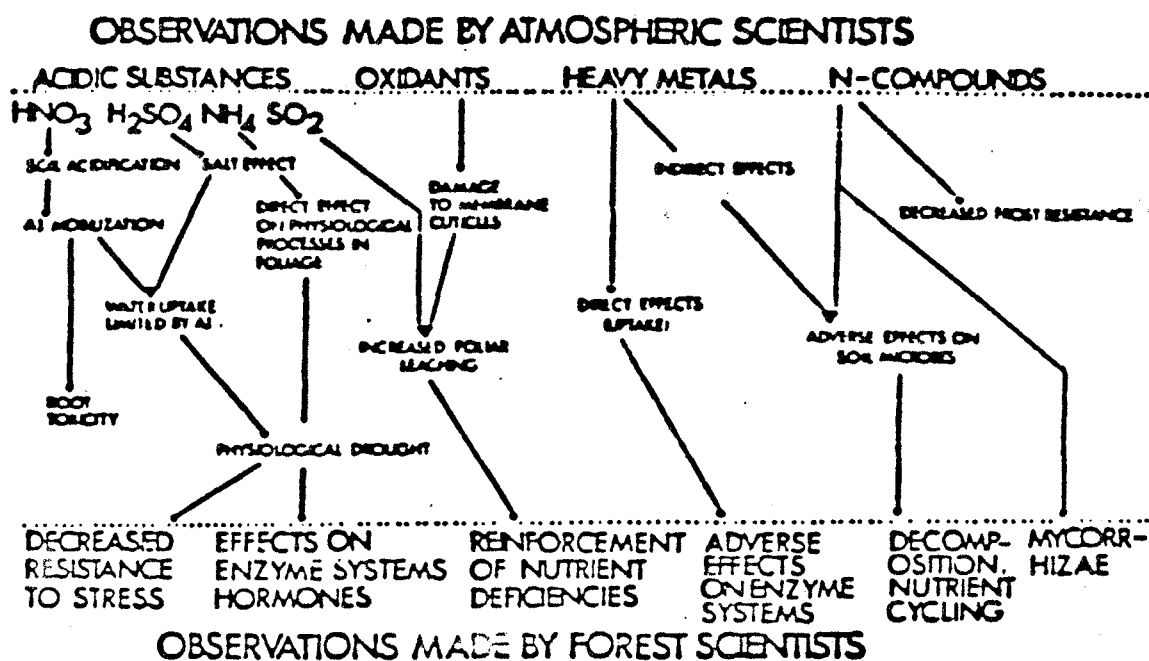 OBSERVATIONS MADE BY ATMOSPHERIC SCIENTISTS
ACIDIC SUBSTANCES OXIDANTS HEAVY METALS N-COMPOUNDS
HNO3 H2SO4 NH4 SO2
SOIL ACIDIFICATION SALT EFFECT
INDIRECT EFFECTS
DAMAGE
TO MEMBRANE
CUTICLES
DIRECT EFFECT
ON PHYSIOLOGICAL
PROCESSES IN
FOLIAGE
DECREASED FROST RESISTANCE
Al MOBILIZATION
WATER UPTAKE
LIMITED BY Al
DIRECT EFFECTS
(UPTAKE)
INCREASED FOLIAR
LEACHING
ADVERSE EFFECTS ON
SOIL MICROBES
ROOT
TOXICITY
PHYSIOLOGICAL DROUGHT
DECREASED
RESISTANCE
TO STRESS
EFFECTS ON
ENZYME SYSTEMS
HORMONES
REINFORCEMENT
OF NUTRIENT
DEFICIENCIES
ADVERSE
EFFECTS
ON ENZYME
SYSTEMS
DECOMP-
OSITION,
NUTRIENT
CYCLING
MYCORR-
HIZAE
OBSERVATIONS MADE BY FOREST SCIENTISTS